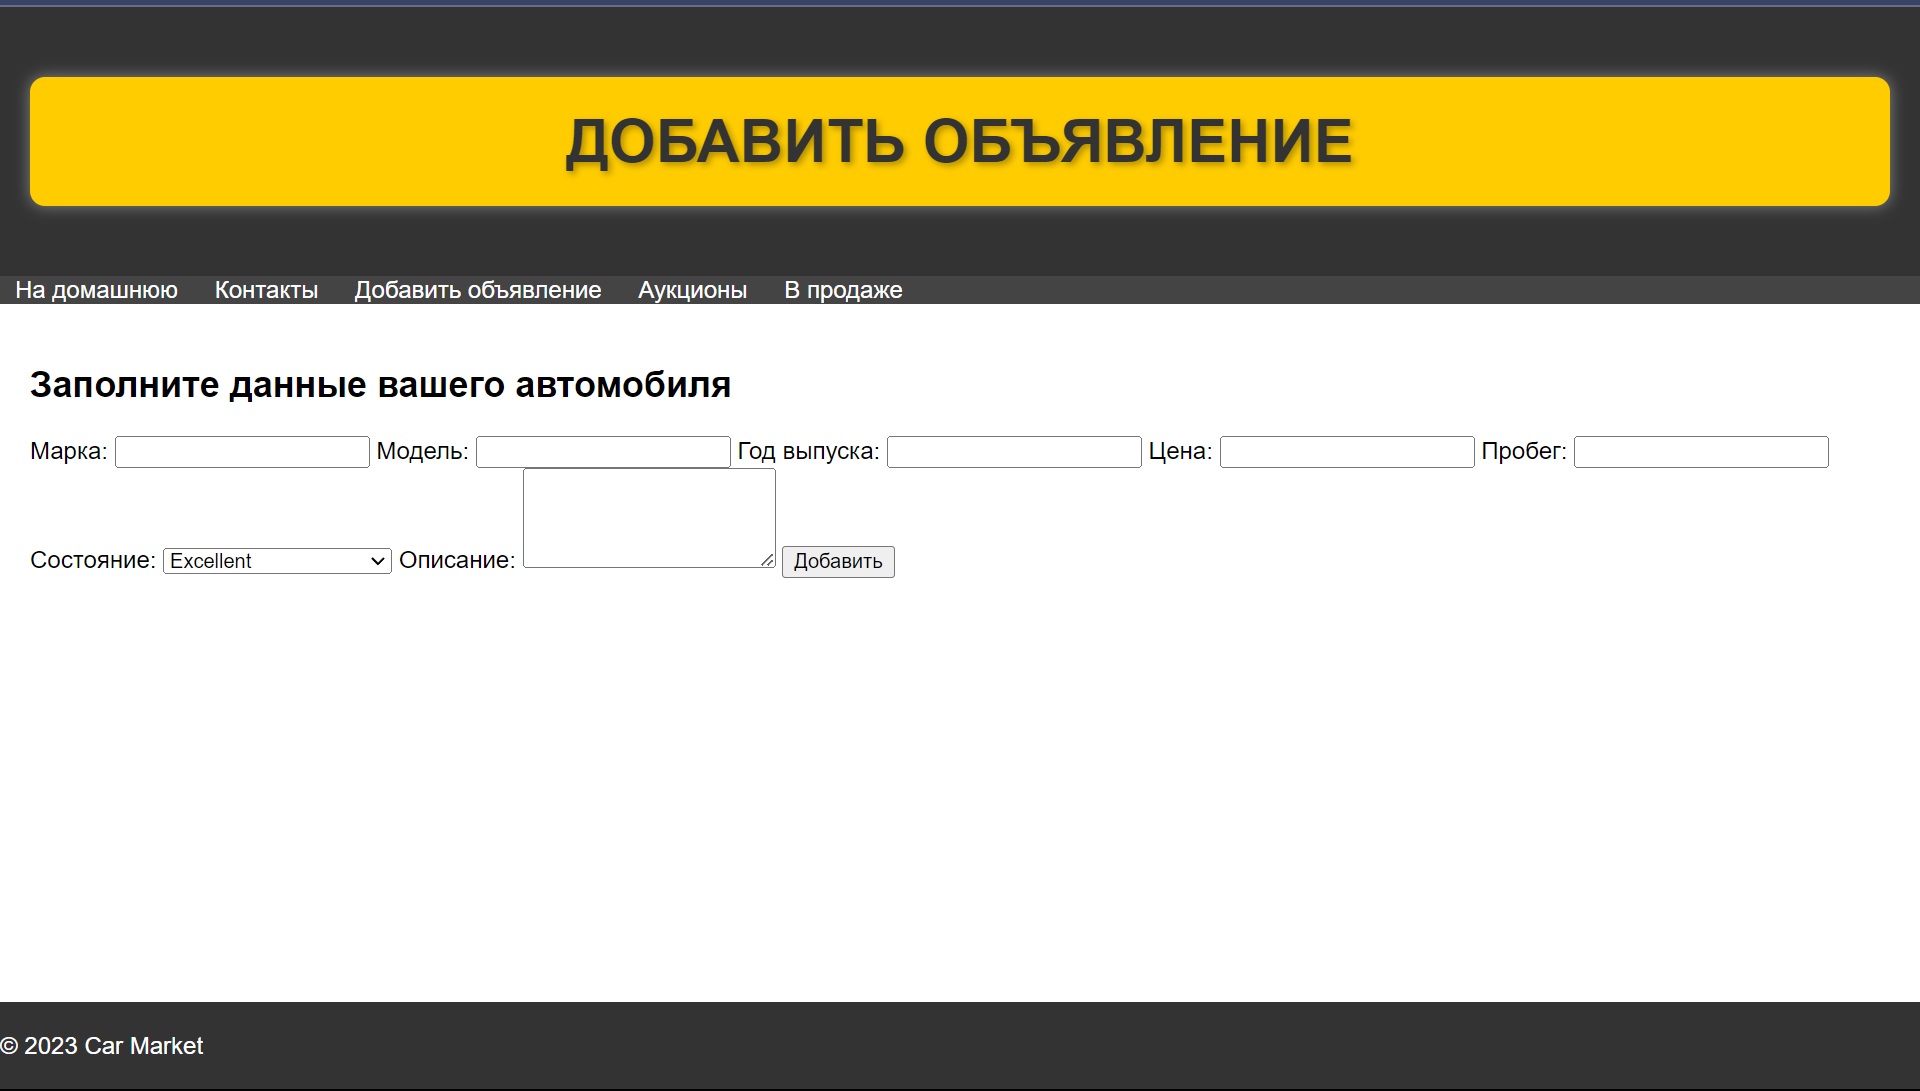 ДОБАВИТЬ ОБЪЯВЛЕНИЕ
На домашнюю Контакты Добавить объявление Аукционы В продаже
Заполните данные вашего автомобиля
Марка: Модель: Год выпуска: Цена: Пробег:
Состояние: Excellent Описание: Добавить
© 2023 Car Market